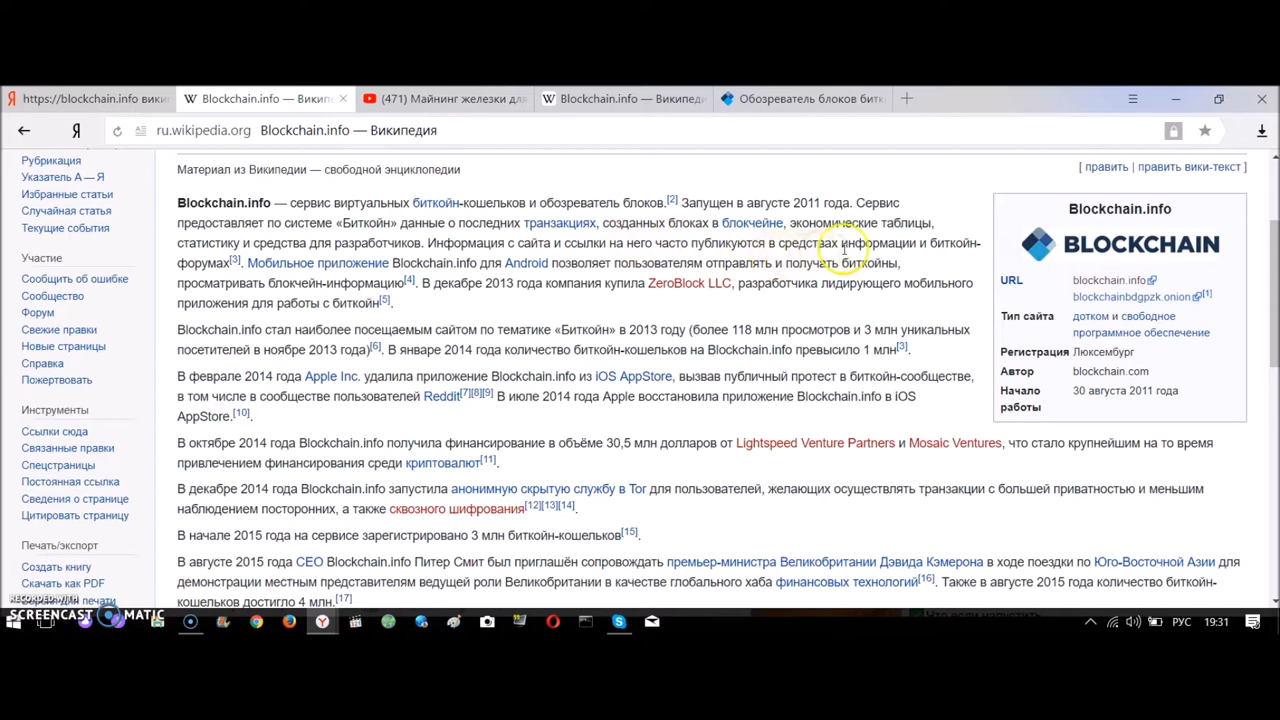 https://blockchain.info вики
Blockchain.info — Википе
(471) Майнинг железки для
Blockchain.info — Википеди
Обозреватель блоков битк
ru.wikipedia.org Blockchain.info — Википедия
Рубрикация
Указатель А — Я
Избранные статьи
Случайная статья
Текущие события
Участие
Сообщить об ошибке
Сообщество
Форум
Свежие правки
Новые страницы
Справка
Пожертвовать
Инструменты
Ссылки сюда
Связанные правки
Спецстраницы
Постоянная ссылка
Сведения о странице
Цитировать страницу
Печать/экспорт
Создать книгу
Скачать как PDF
Материал из Википедии — свободной энциклопедии
[ править | править вики-текст ]
Blockchain.info — сервис виртуальных биткойн-кошельков и обозреватель блоков.[2] Запущен в августе 2011 года. Сервис
предоставляет по системе «Биткойн» данные о последних транзакциях, созданных блоках в блокчейне, экономические таблицы,
статистику и средства для разработчиков. Информация с сайта и ссылки на него часто публикуются в средствах информации и биткойн-
форумах[3]. Мобильное приложение Blockchain.info для Android позволяет пользователям отправлять и получать биткойны,
просматривать блокчейн-информацию[4]. В декабре 2013 года компания купила ZeroBlock LLC, разработчика лидирующего мобильного
приложения для работы с биткойн[5].
Blockchain.info стал наиболее посещаемым сайтом по тематике «Биткойн» в 2013 году (более 118 млн просмотров и 3 млн уникальных
посетителей в ноябре 2013 года)[6]. В январе 2014 года количество биткойн-кошельков на Blockchain.info превысило 1 млн[3].
В феврале 2014 года Apple Inc. удалила приложение Blockchain.info из iOS AppStore, вызвав публичный протест в биткойн-сообществе,
в том числе в сообществе пользователей Reddit[7][8][9] В июле 2014 года Apple восстановила приложение Blockchain.info в iOS
AppStore.[10].
В октябре 2014 года Blockchain.info получила финансирование в объёме 30,5 млн долларов от Lightspeed Venture Partners и Mosaic Ventures, что стало крупнейшим на то время
привлечением финансирования среди криптовалют[11].
В декабре 2014 года Blockchain.info запустила анонимную скрытую службу в Tor для пользователей, желающих осуществлять транзакции с большей приватностью и меньшим
наблюдением посторонних, а также сквозного шифрования[12][13][14].
В начале 2015 года на сервисе зарегистрировано 3 млн биткойн-кошельков[15].
В августе 2015 года CEO Blockchain.info Питер Смит был приглашён сопровождать премьер-министра Великобритании Дэвида Кэмерона в ходе поездки по Юго-Восточной Азии для
демонстрации местным представителям ведущей роли Великобритании в качестве глобального хаба финансовых технологий[16]. Также в августе 2015 года количество биткойн-
кошельков достигло 4 млн.[17]
Blockchain.info
BLOCKCHAIN
URL blockchain.info
blockchainbdgpzk.onion[1]
Тип сайта дотком и свободное
программное обеспечение
Регистрация Люксембург
Автор blockchain.com
Начало 30 августа 2011 года
работы
RECORDED WITH
SCREENCAST MATIC
РУС 19:31